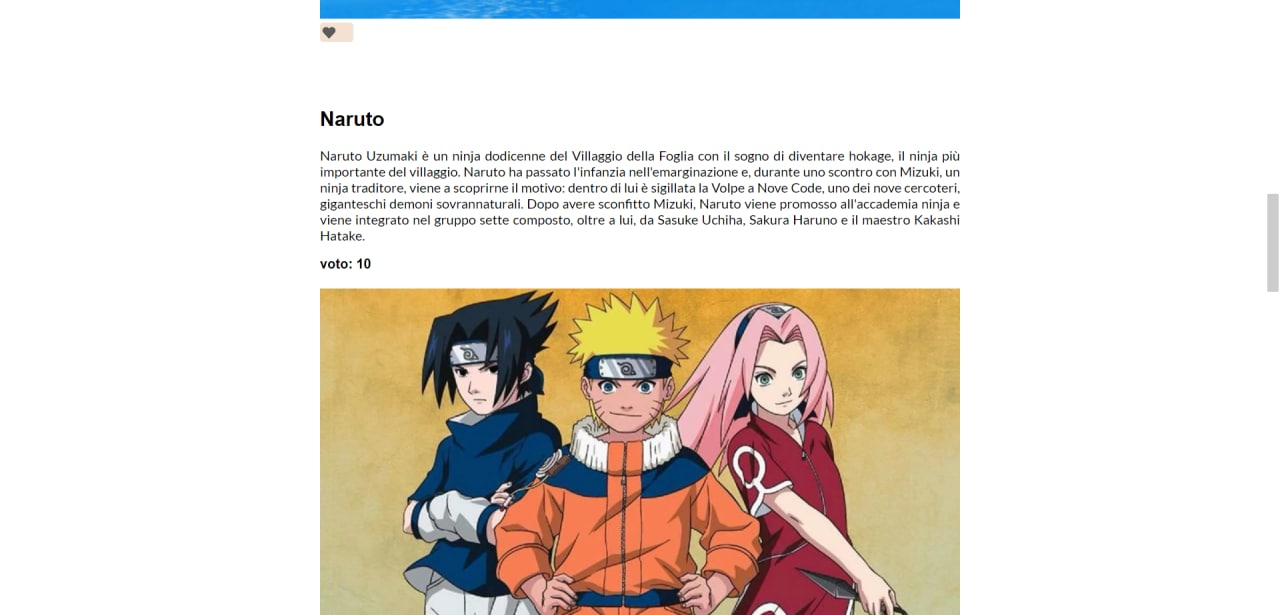 Naruto
Naruto Uzumaki è un ninja dodicenne del Villaggio della Foglia con il sogno di diventare hokage, il ninja più
importante del villaggio. Naruto ha passato l'infanzia nell'emarginazione e, durante uno scontro con Mizuki, un
ninja traditore, viene a scoprirne il motivo: dentro di lui è sigillata la Volpe a Nove Code, uno dei nove cercoteri,
giganteschi demoni sovrannaturali. Dopo avere sconfitto Mizuki, Naruto viene promosso all'accademia ninja e
viene integrato nel gruppo sette composto, oltre a lui, da Sasuke Uchiha, Sakura Haruno e il maestro Kakashi
Hatake.
voto: 10